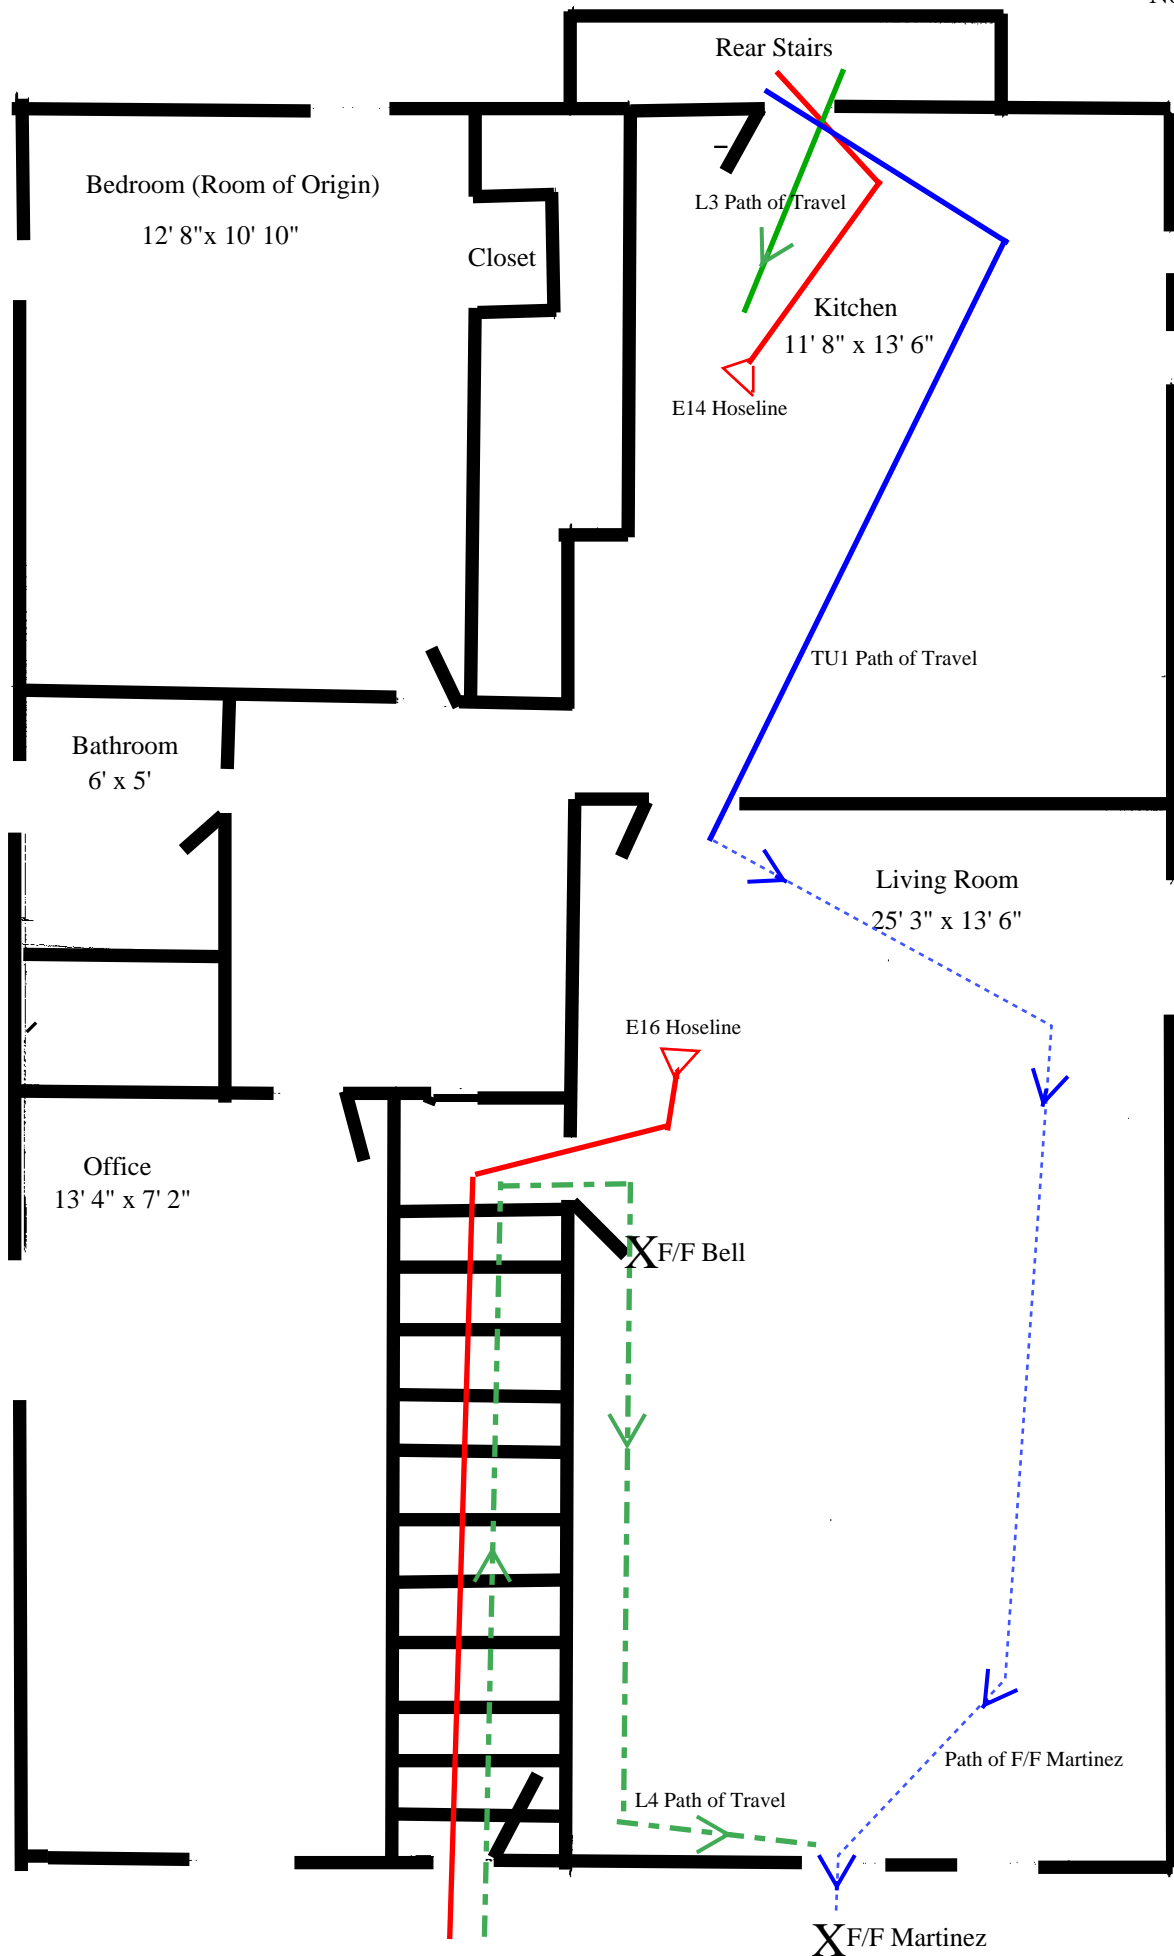 No
Rear Stairs
Bedroom (Room of Origin)
12' 8"x 10' 10"
L3 Path of Travel
Closet
Kitchen
11' 8" x 13' 6"
E14 Hoseline
TU1 Path of Travel
Bathroom
6' x 5'
Living Room
25' 3" x 13' 6"
E16 Hoseline
Office
13' 4" x 7' 2"
X F/F Bell
Path of F/F Martinez
L4 Path of Travel
X F/F Martinez